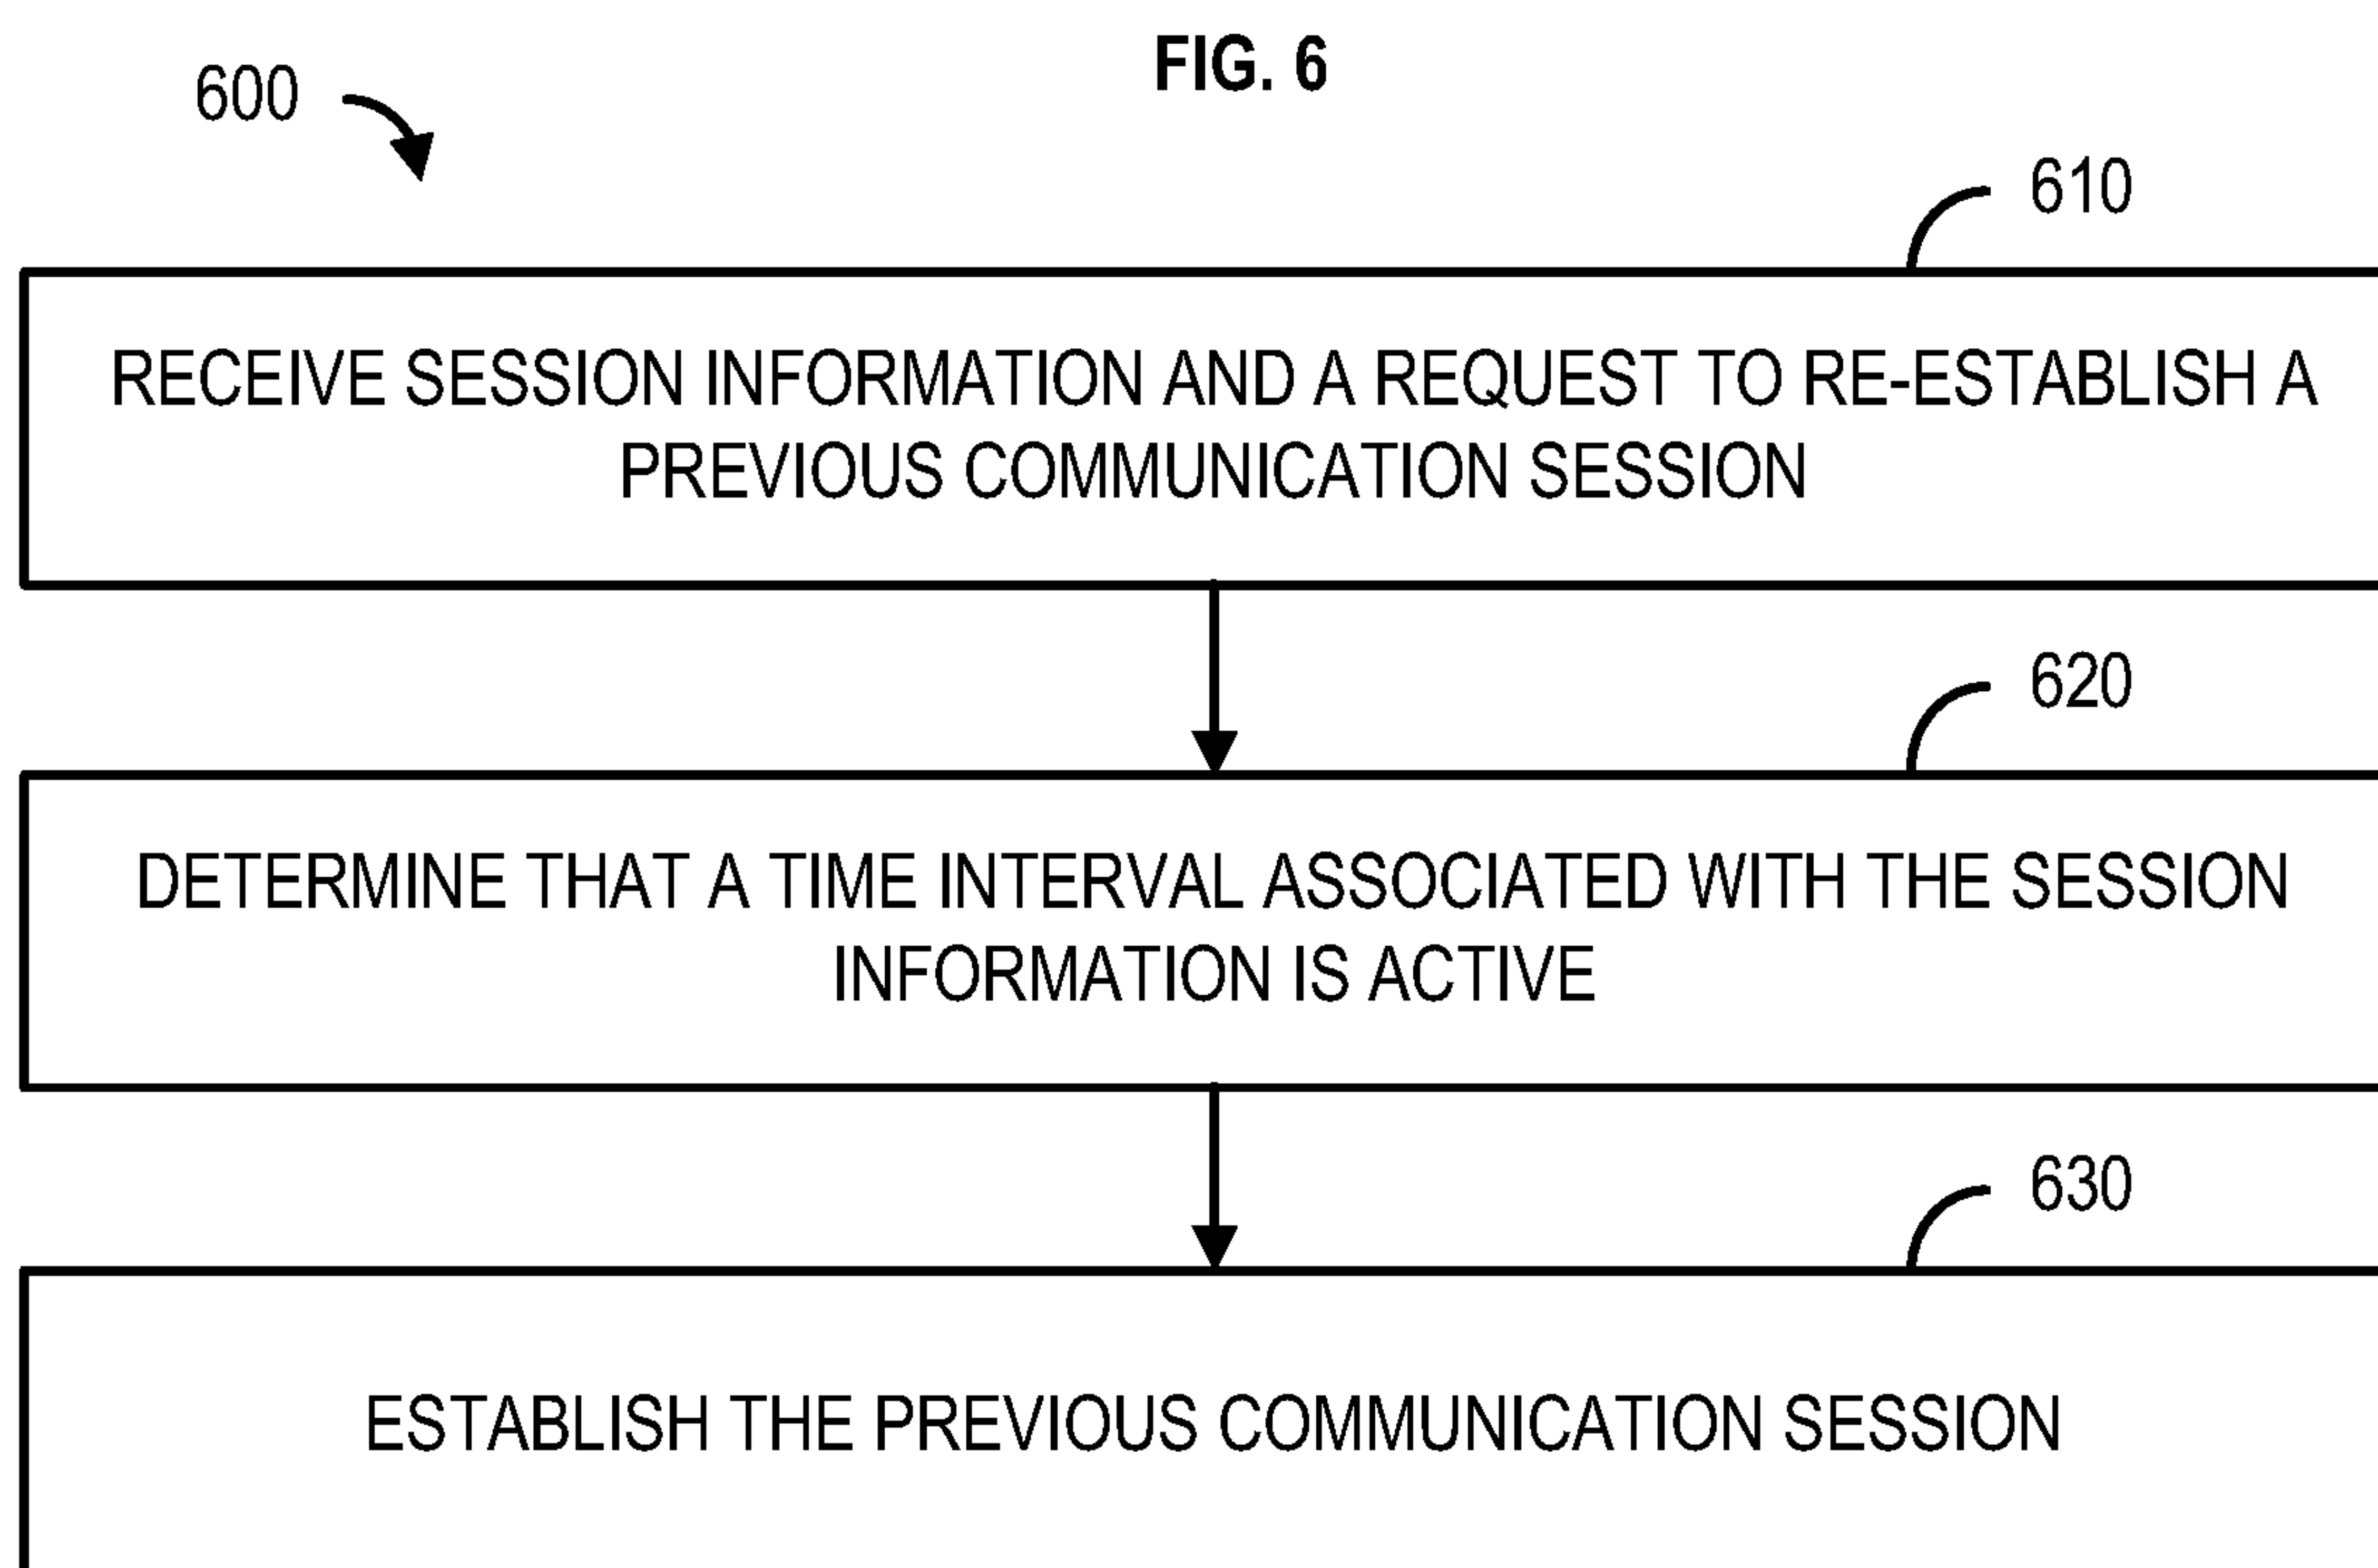 FIG. 6
600
610
RECEIVE SESSION INFORMATION AND A REQUEST TO RE-ESTABLISH A
PREVIOUS COMMUNICATION SESSION
620
DETERMINE THAT A TIME INTERVAL ASSOCIATED WITH THE SESSION
INFORMATION IS ACTIVE
630
ESTABLISH THE PREVIOUS COMMUNICATION SESSION